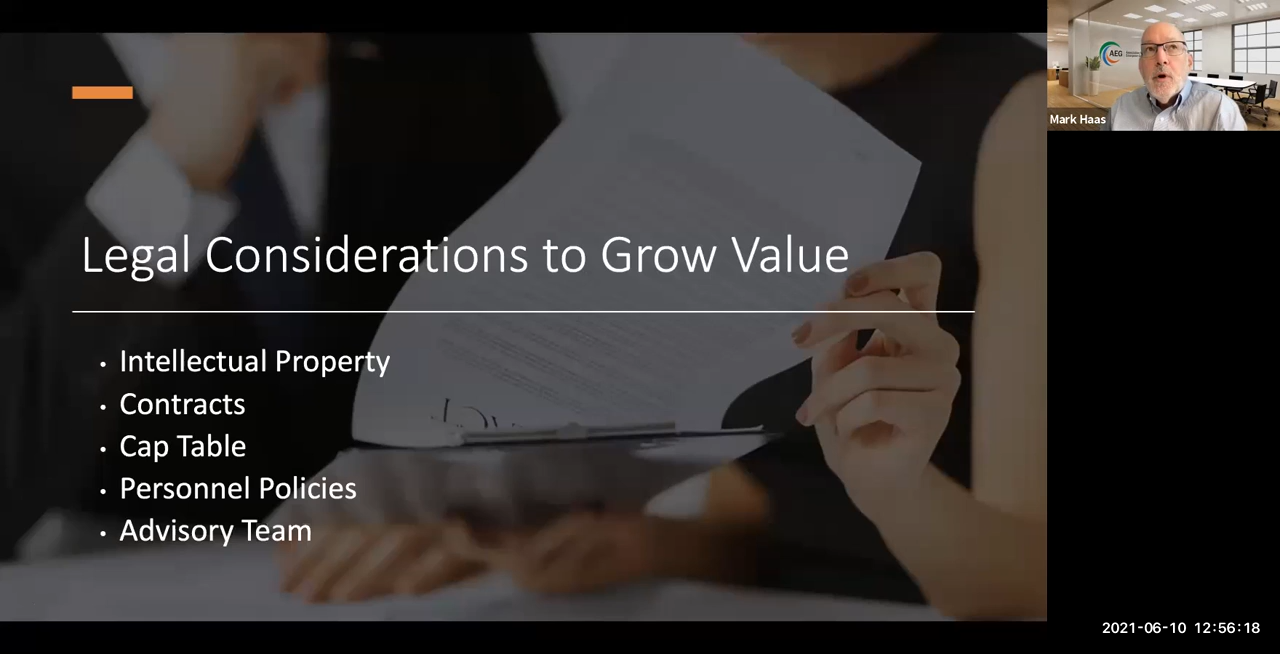 Legal Considerations to Grow Value
• Intellectual Property
• Contracts
• Cap Table
• Personnel Policies
• Advisory Team
AEG
Mark Haas
2021-06-10 12:56:18